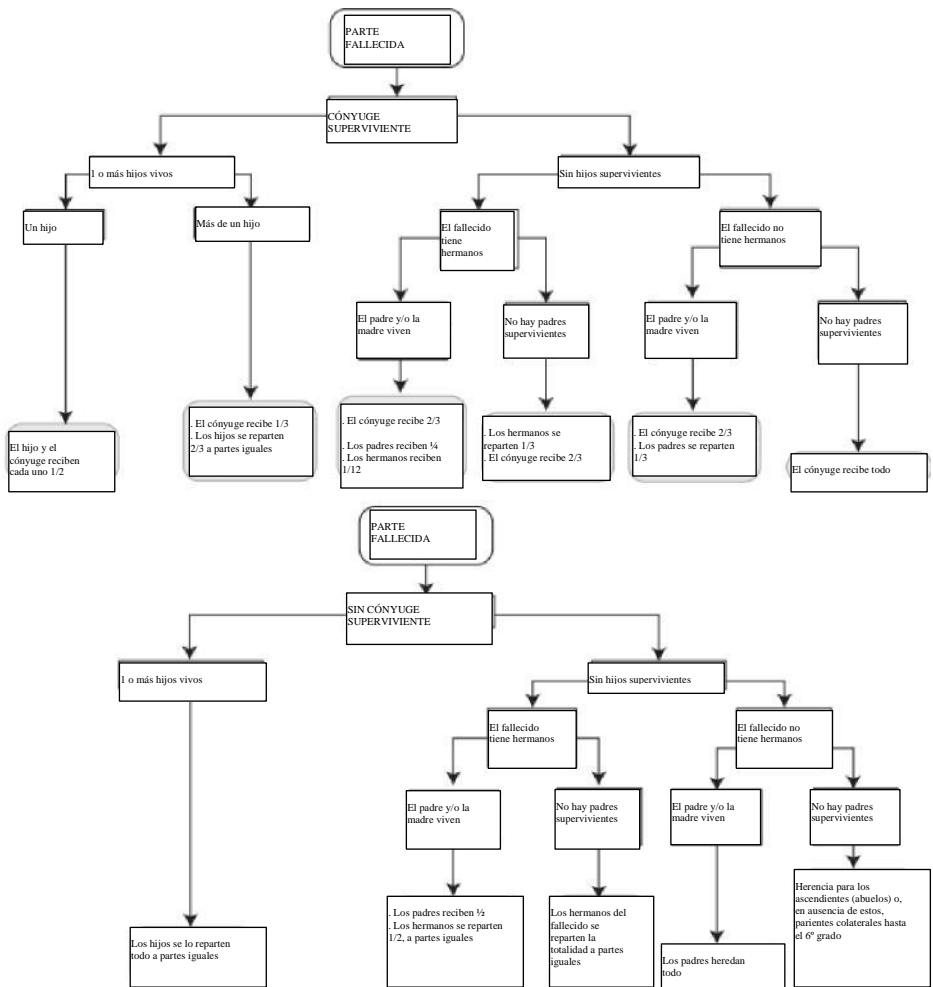 PARTE
FALLECIDA
CÓNYUGE
SUPERVIVIENTE
1 o más hijos vivos
Sin hijos supervivientes
Un hijo
Más de un hijo
El fallecido
tiene
hermanos
El fallecido no
tiene hermanos
El padre y/o la
madre viven
No hay padres
supervivientes
El padre y/o la
madre viven
No hay padres
supervivientes
El hijo y el
cónyuge reciben
cada uno 1/2
. El cónyuge recibe 1/3
. Los hijos se reparten
2/3 a partes iguales
. El cónyuge recibe 2/3
. Los padres reciben ¼
. Los hermanos reciben
1/12
. Los hermanos se
reparten 1/3
. El cónyuge recibe 2/3
. El cónyuge recibe 2/3
. Los padres se reparten
1/3
El cónyuge recibe todo
PARTE
FALLECIDA
SIN CÓNYUGE
SUPERVIVIENTE
1 o más hijos vivos
Sin hijos supervivientes
El fallecido
tiene hermanos
El fallecido no
tiene hermanos
El padre y/o la
madre viven
No hay padres
supervivientes
El padre y/o la
madre viven
No hay padres
supervivientes
Los hijos se lo reparten
todo a partes iguales
. Los padres reciben ½
. Los hermanos se reparten
1/2, a partes iguales
Los hermanos del
fallecido se
reparten la
totalidad a partes
iguales
Los padres heredan
todo
Herencia para los
ascendientes (abuelos) o,
en ausencia de estos,
parientes colaterales hasta
el 6º grado